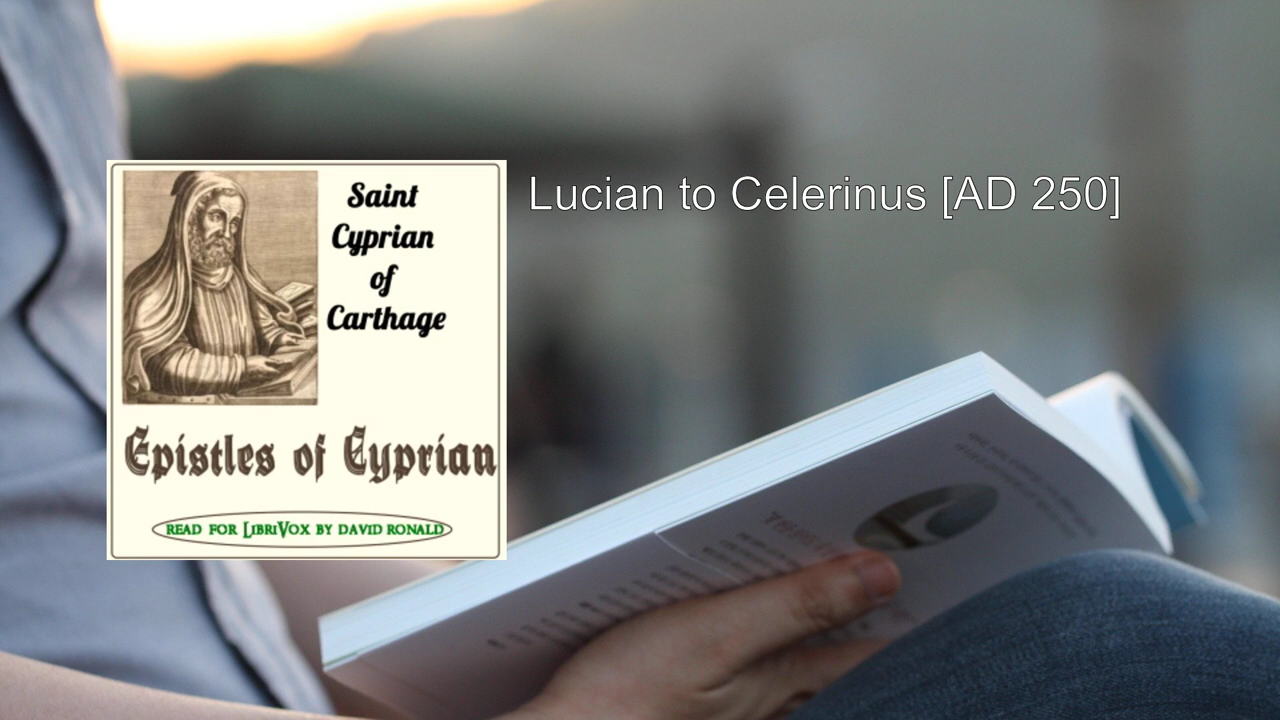 Saint
Cyprian
of
Carthage
Lucian to Celerinus [AD 250]
Epistles of Cyprian
READ FOR LIBRIVOX BY DAVID RONALD